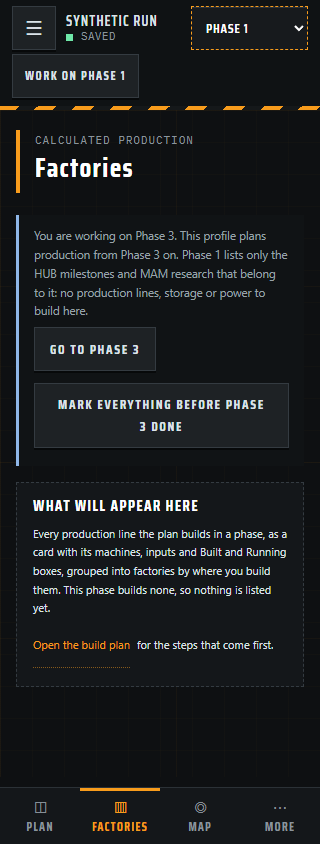 SYNTHETIC RUN
SAVED
PHASE 1
WORK ON PHASE 1
CALCULATED PRODUCTION
Factories
You are working on Phase 3. This profile plans
production from Phase 3 on. Phase 1 lists only the
HUB milestones and MAM research that belong
to it: no production lines, storage or power to
build here.
GO TO PHASE 3
MARK EVERYTHING BEFORE PHASE
3 DONE
WHAT WILL APPEAR HERE
Every production line the plan builds in a phase, as a
card with its machines, inputs and Built and Running
boxes, grouped into factories by where you build
them. This phase builds none, so nothing is listed
yet.
Open the build plan for the steps that come first.
PLAN
FACTORIES
MAP
MORE